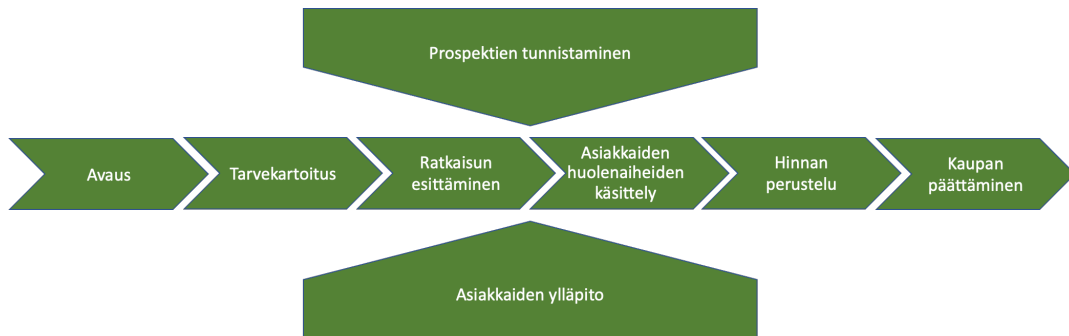 Prospektien tunnistaminen
Avaus
Tarvekartoitus
Ratkaisun
esittäminen
Asiakkaiden
huolenaiheiden
käsittely
Hinnan
perustelu
Kaupan
päättäminen
Asiakkaiden ylläpito